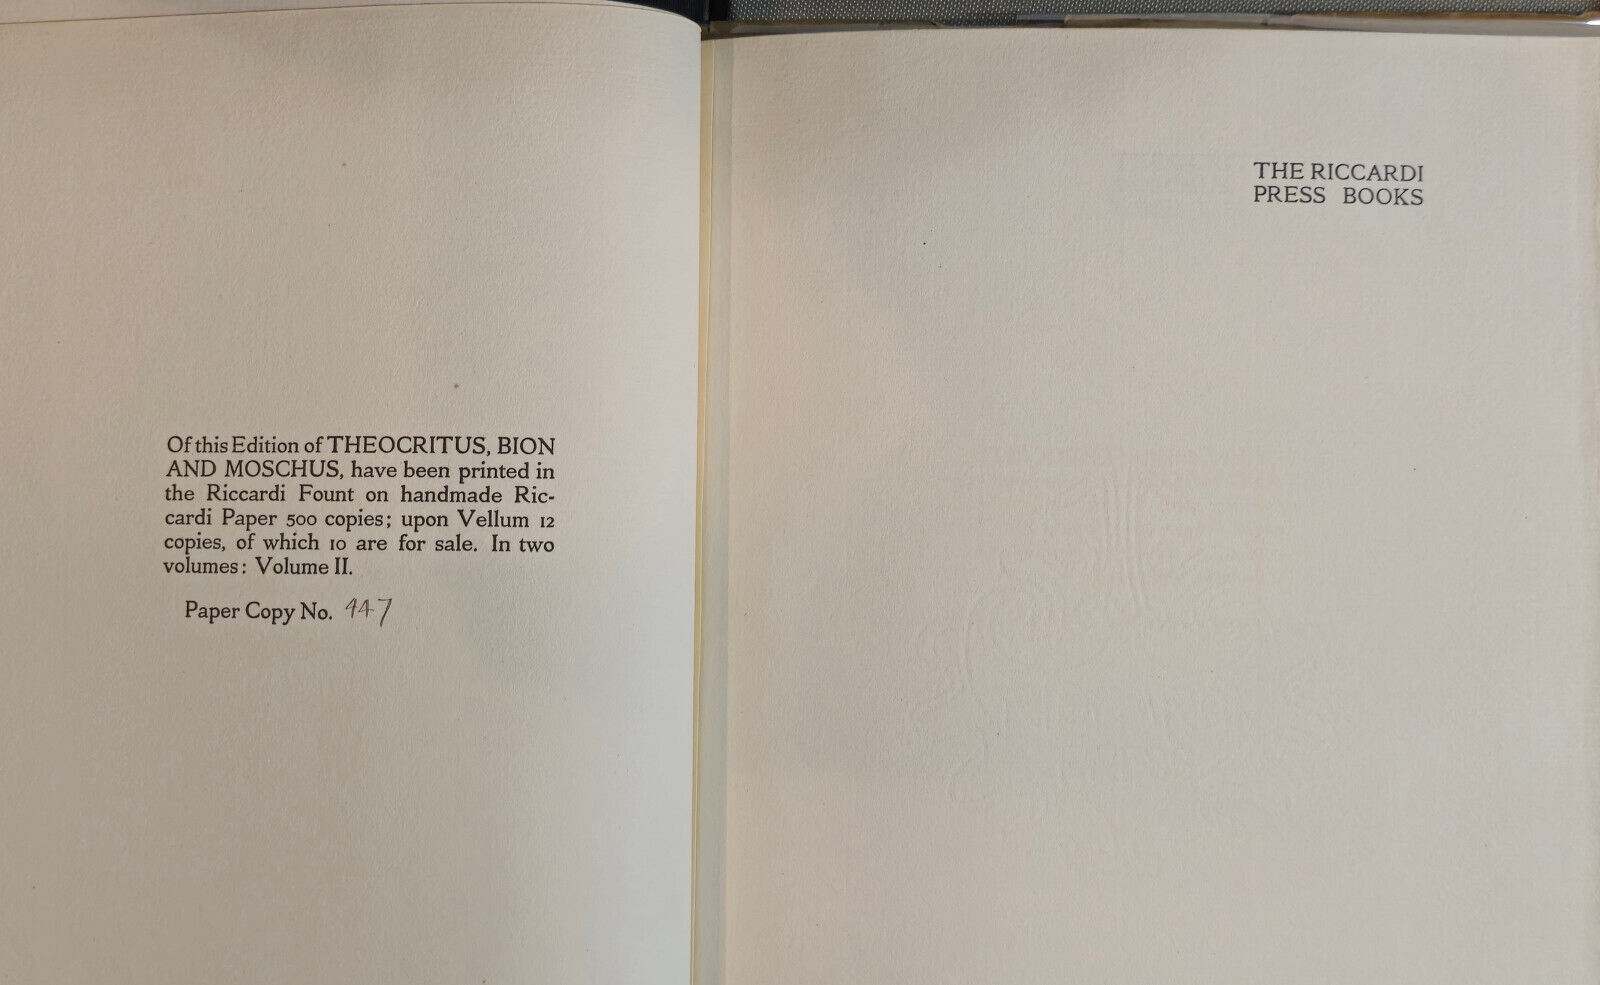 Of this Edition of THEOCRITUS, BION
AND MOSCHUS, have been printed in
the Riccardi Fount on handmade Ric-
cardi Paper 500 copies; upon Vellum 12
copies, of which 10 are for sale. In two
volumes: Volume II.
Paper Copy No. 447
THE RICCARDI
PRESS BOOKS